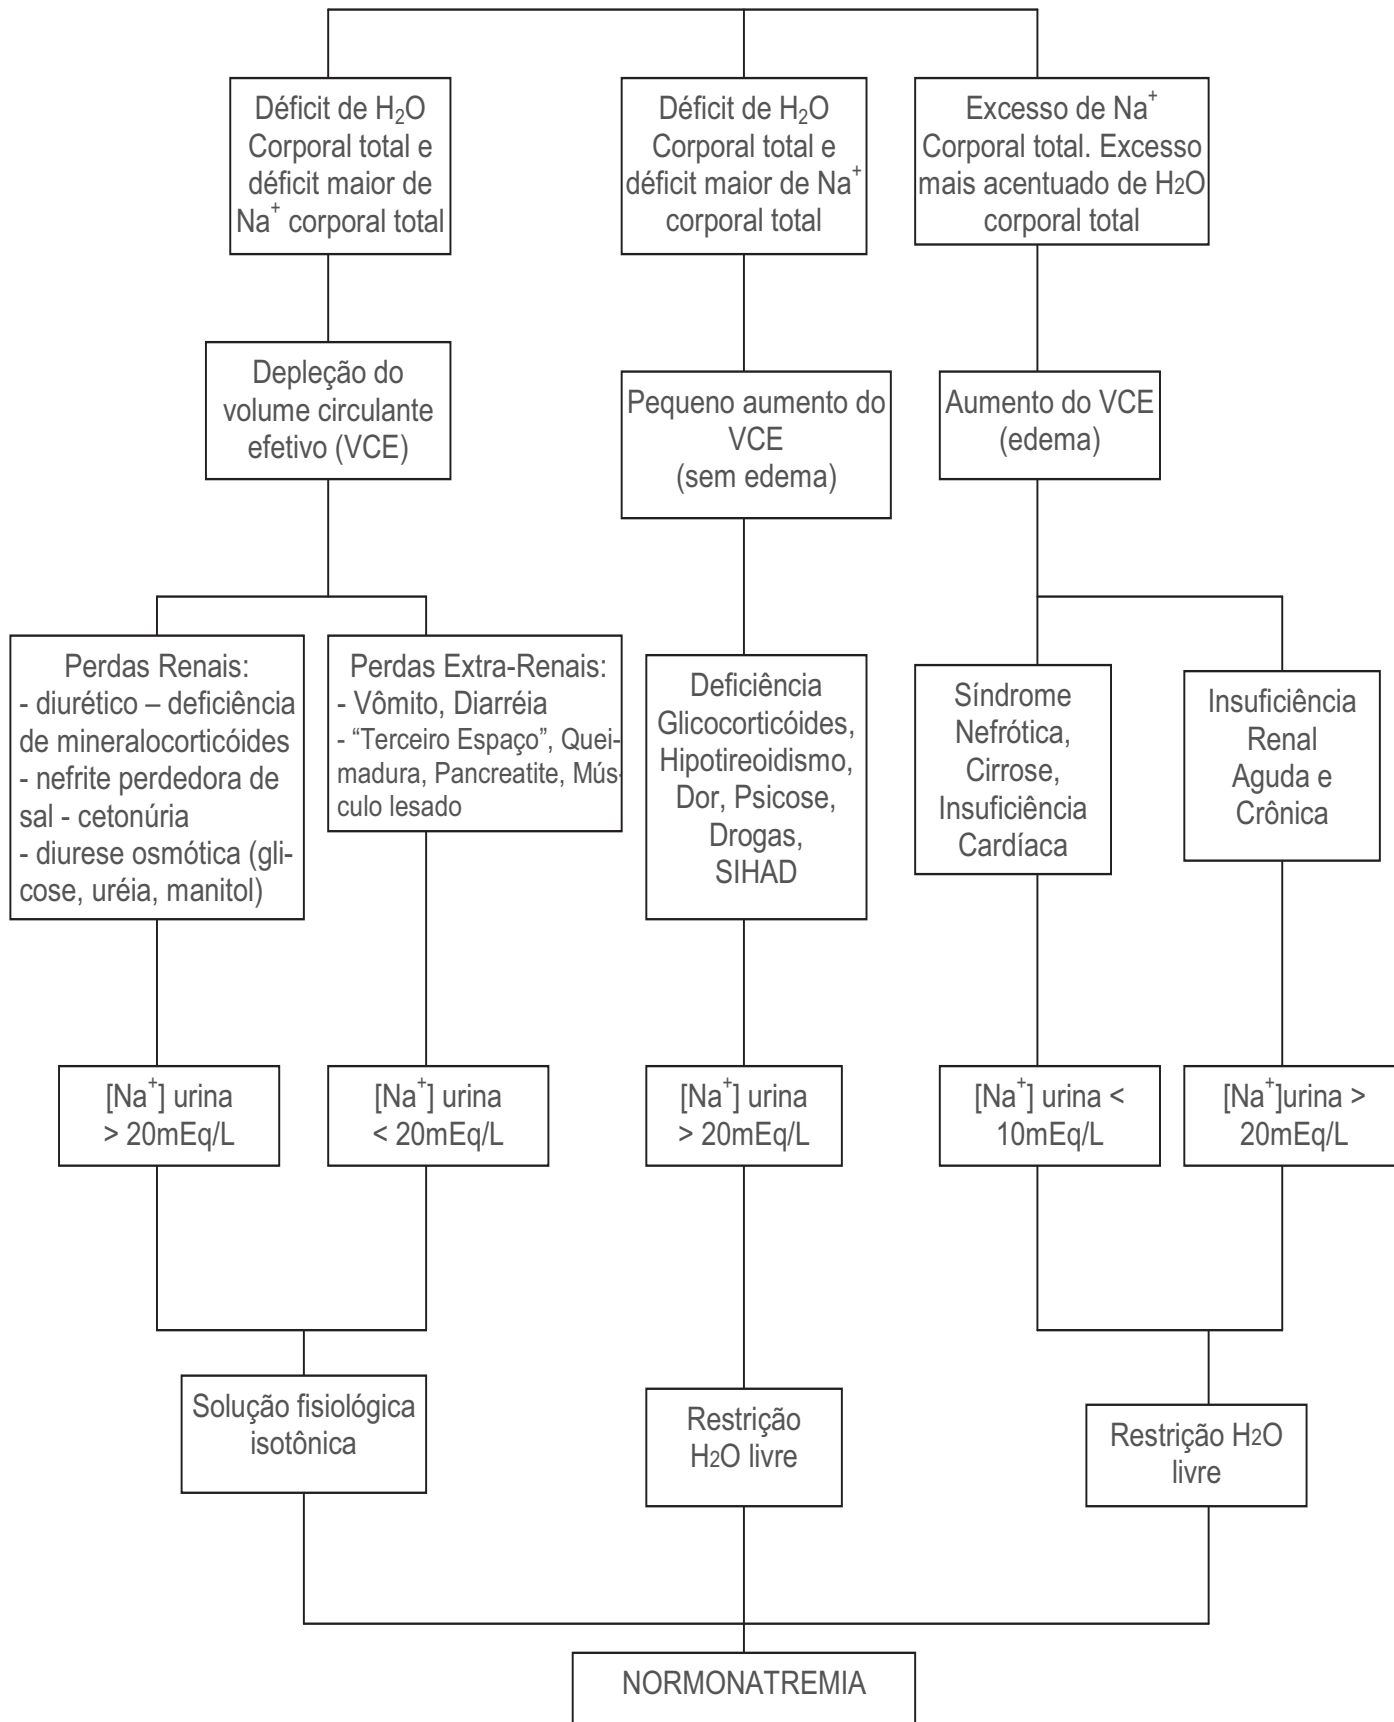 Déficit de H₂O
Corporal total e
déficit maior de
Na⁺ corporal total
Déficit de H₂O
Corporal total e
déficit maior de Na⁺
corporal total
Excesso de Na⁺
Corporal total. Excesso
mais acentuado de H2O
corporal total
Depleção do
volume circulante
efetivo (VCE)
Pequeno aumento do
VCE
(sem edema)
Aumento do VCE
(edema)
Perdas Renais:
- diurético – deficiência
de mineralocorticóides
- nefrite perdedora de
sal - cetonúria
- diurese osmótica (gli-
cose, uréia, manitol)
Perdas Extra-Renais:
- Vômito, Diarréia
- “Terceiro Espaço”, Quei-
madura, Pancreatite, Mús-
culo lesado
Deficiência
Glicocorticóides,
Hipotireoidismo,
Dor, Psicose,
Drogas,
SIHAD
Síndrome
Nefrótica,
Cirrose,
Insuficiência
Cardíaca
Insuficiência
Renal
Aguda e
Crônica
[Na⁺] urina
> 20mEq/L
[Na⁺] urina
< 20mEq/L
[Na⁺] urina
> 20mEq/L
[Na⁺] urina <
10mEq/L
[Na⁺]urina >
20mEq/L
Solução fisiológica
isotônica
Restrição
H2O livre
Restrição H2O
livre
NORMONATREMIA